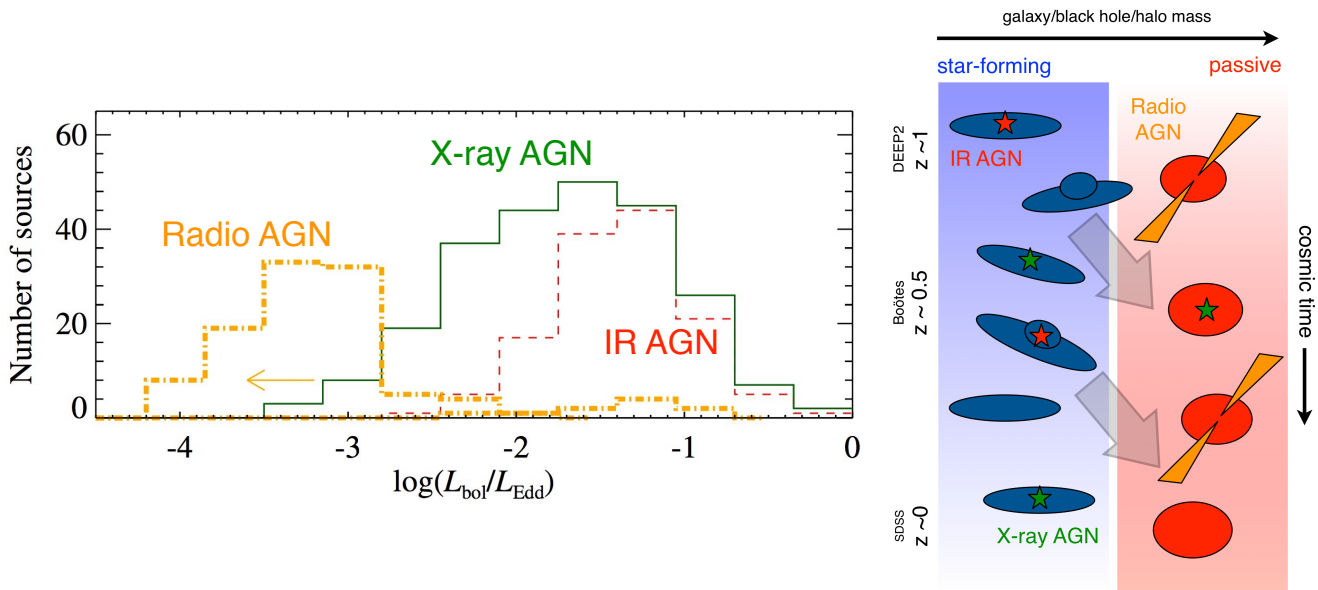 60
40
20
0
Number of sources
X-ray AGN
Radio AGN
IR AGN
-4
-3
-2
-1
0
log(Lbol/LEdd)
galaxy/black hole/halo mass
star-forming
passive
DEEP2
z ~1
IR AGN
Radio
AGN
Boötes
z ~ 0.5
cosmic time
SDSS
z ~0
X-ray AGN